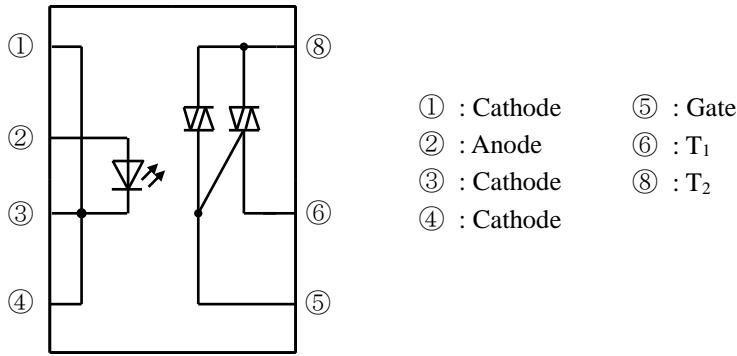 ①
②
③
④
⑧
⑥
⑤
① : Cathode
② : Anode
③ : Cathode
④ : Cathode
⑤ : Gate
⑥ : T₁
⑧ : T₂